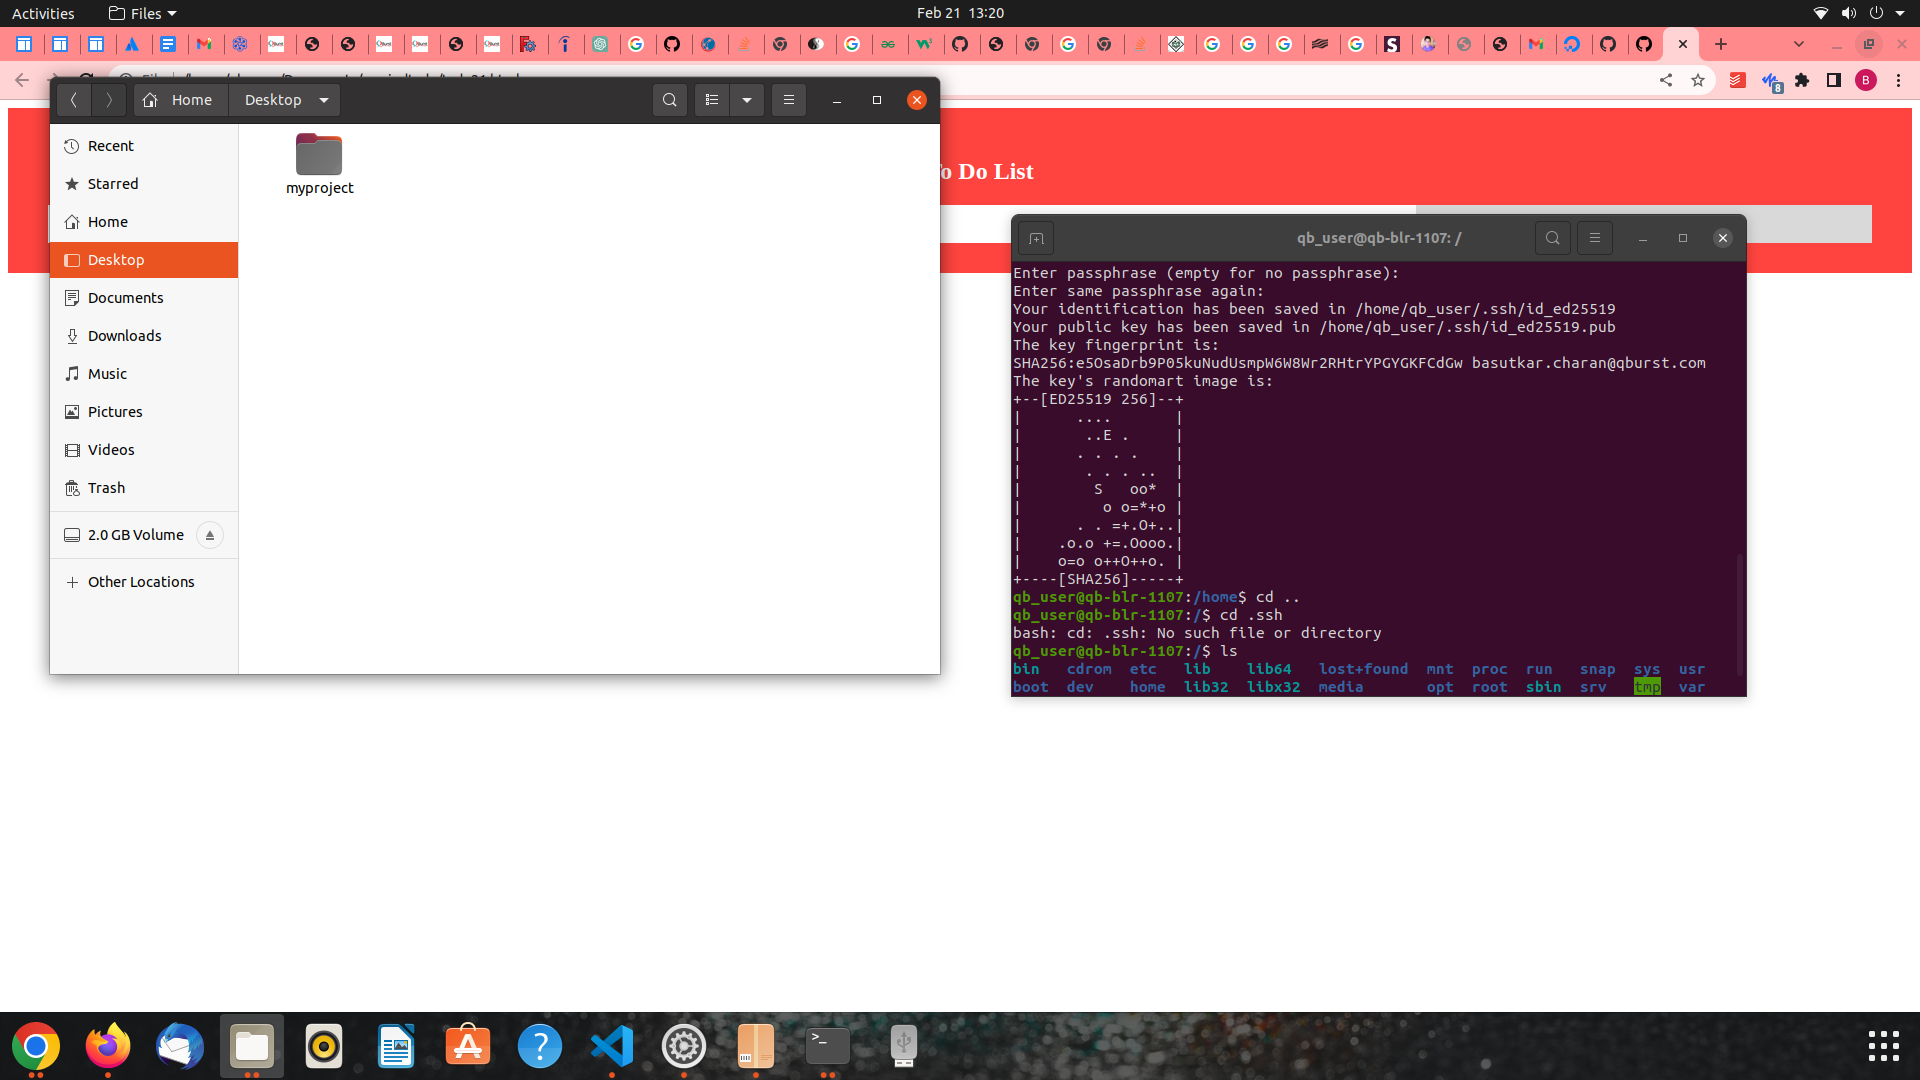 Activities Files Feb 21 13:20
Home Desktop
Recent
Starred
Home
Desktop
Documents
Downloads
Music
Pictures
Videos
Trash
2.0 GB Volume
Other Locations
myproject
o Do List
qb_user@qb-blr-1107: /
Enter passphrase (empty for no passphrase):
Enter same passphrase again:
Your identification has been saved in /home/qb_user/.ssh/id_ed25519
Your public key has been saved in /home/qb_user/.ssh/id_ed25519.pub
The key fingerprint is:
SHA256:e5OsaDrb9P05kuNudUsmpW6W8Wr2RHtrYPGYGKFCdGw basutkar.charan@qburst.com
The key's randomart image is:
+--[ED25519 256]--+
|      ....       |
|       ..E .     |
|      . . . .    |
|       . . . ..  |
|        S   oo*  |
|         o o=*+o |
|      . . =+.O+..|
|    .o.o +=.Oooo.|
|    o=o o++O++o. |
+----[SHA256]-----+
qb_user@qb-blr-1107:/home$ cd ..
qb_user@qb-blr-1107:/$ cd .ssh
bash: cd: .ssh: No such file or directory
qb_user@qb-blr-1107:/$ ls
bin cdrom etc lib lib64 lost+found mnt proc run snap sys usr
boot dev home lib32 libx32 media opt root sbin srv tmp var